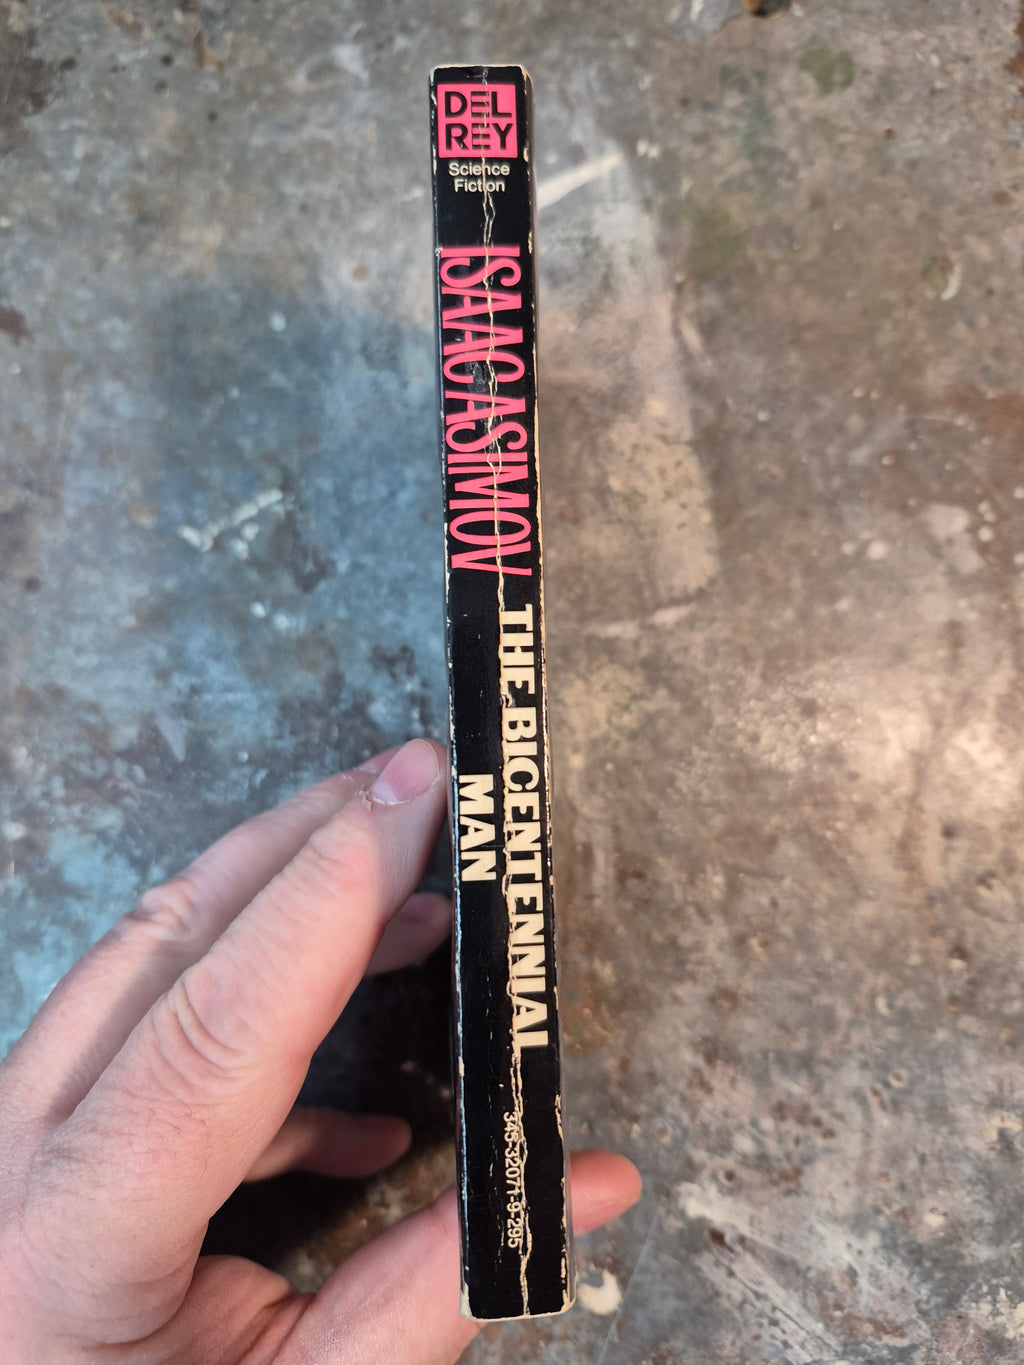 DEL
REY
Science
Fiction
ISAAC ASIMOV
THE BICENTENNIAL
MAN
345-32071-9-295